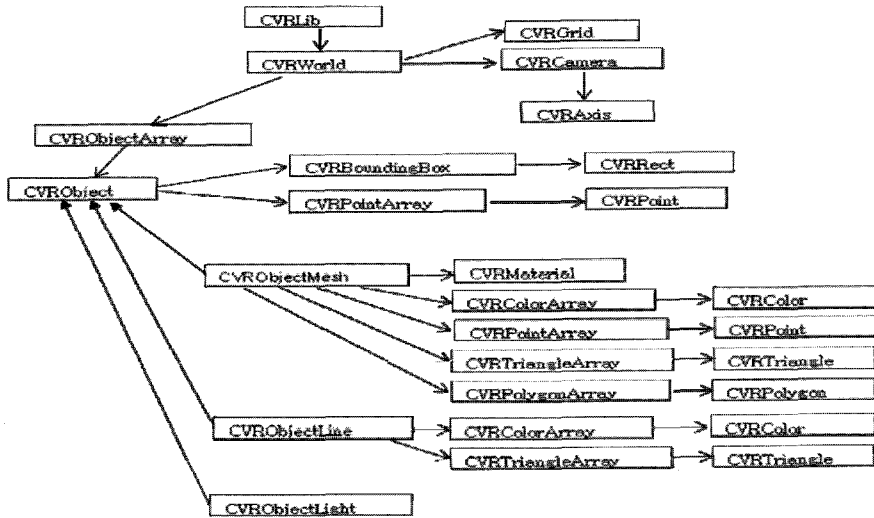 CVRLib
CVRGrid
CVRWorld
CVRCamera
CVRAxis
CVRObjectArray
CVRBoundingBox
CVRRect
CVRObject
CVRPointArray
CVRPoint
CVRObjectMesh
CVRMaterial
CVRColorArray
CVRColor
CVRPointArray
CVRPoint
CVRTriangleArray
CVRTriangle
CVRPolygonArray
CVRPolygon
CVRObjectLine
CVRColorArray
CVRColor
CVRTriangleArray
CVRTriangle
CVRObjectLight